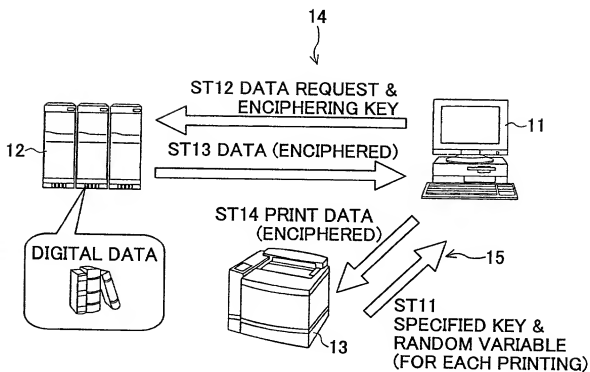 14
ST12 DATA REQUEST &
ENCIPHERING KEY
11
12
ST13 DATA (ENCIPHERED)
ST14 PRINT DATA
(ENCIPHERED)
DIGITAL DATA
15
ST11
SPECIFIED KEY &
RANDOM VARIABLE
(FOR EACH PRINTING)
13